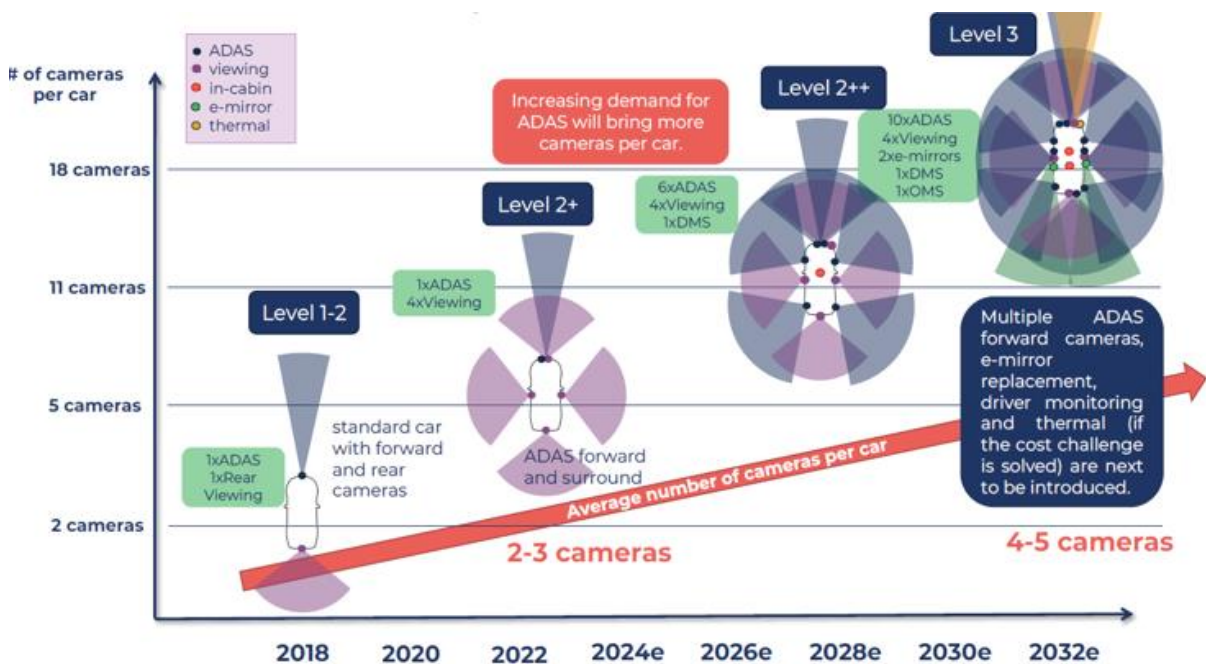 # of cameras
per car
ADAS
viewing
in-cabin
e-mirror
thermal
18 cameras
11 cameras
5 cameras
2 cameras
Level 1-2
1xADAS
1xRear
Viewing
standard car
with forward
and rear
cameras
Level 2+
1xADAS
4xViewing
ADAS forward
and surround
Increasing demand for
ADAS will bring more
cameras per car.
Level 2++
6xADAS
4xViewing
1xDMS
Level 3
10xADAS
4xViewing
2xe-mirrors
1xDMS
1xOMS
Multiple ADAS
forward cameras,
e-mirror
replacement,
driver monitoring
and thermal (if
the cost challenge
is solved) are next
to be introduced.
Average number of cameras per car
2-3 cameras
4-5 cameras
2018
2020
2022
2024e
2026e
2028e
2030e
2032e